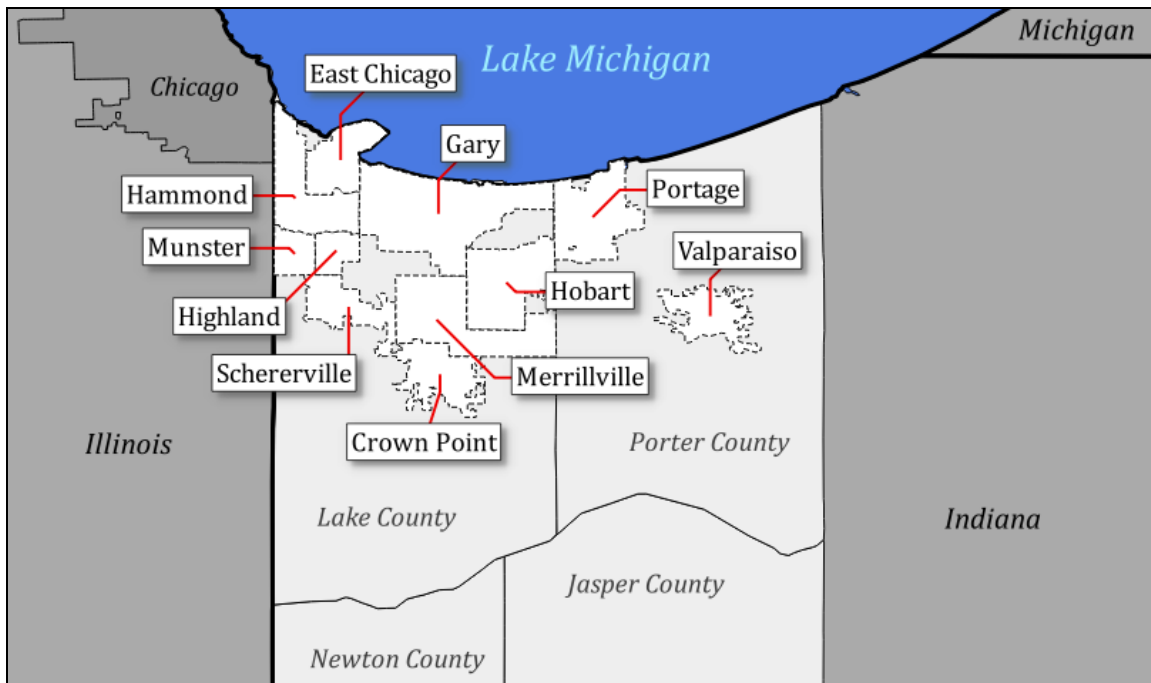 Michigan
Lake Michigan
East Chicago
Chicago
Gary
Hammond
Portage
Munster
Valparaiso
Hobart
Highland
Schererville
Merrillville
Crown Point
Illinois
Porter County
Lake County
Indiana
Jasper County
Newton County